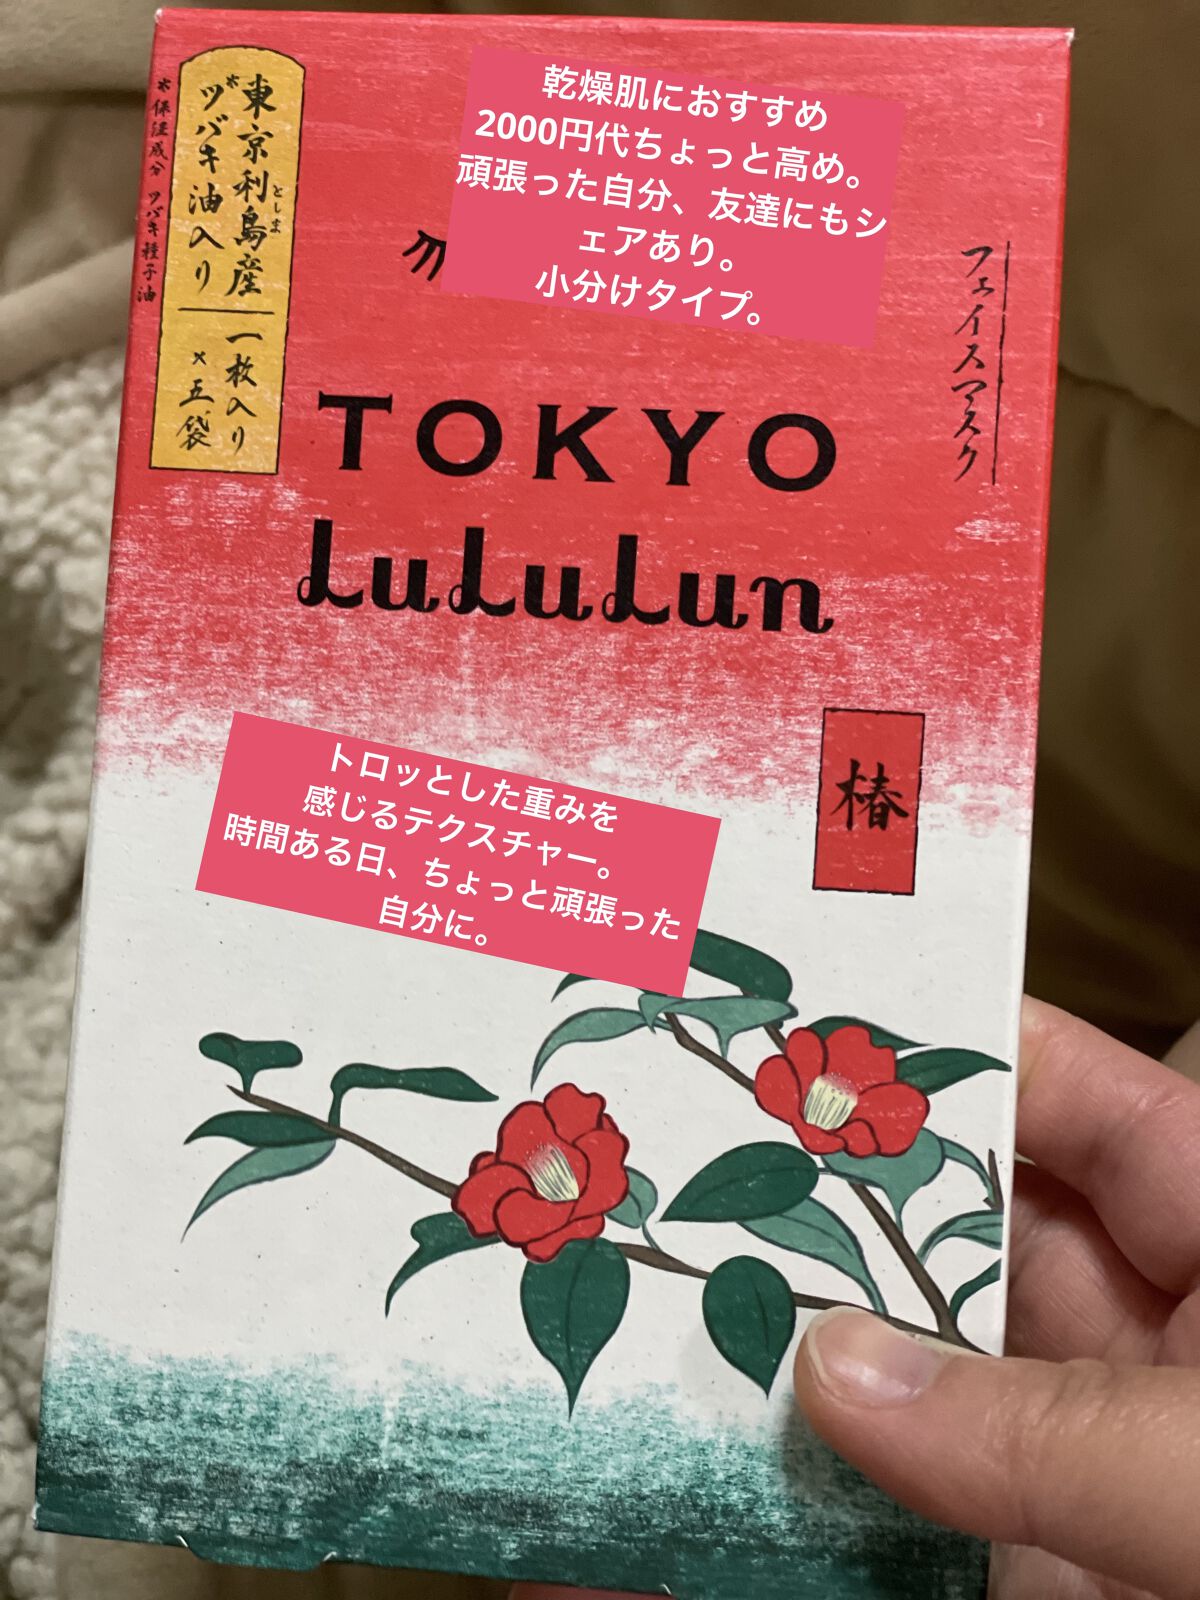 東京利島産
としま
ツバキ油入り*
一枚入り
×五袋
*保湿成分 ツバキ種子油
乾燥肌におすすめ
2000円代ちょっと高め。
頑張った自分、友達にもシ
ェアあり。
小分けタイプ。
フェイスマスク
TOKYO
LuLuLun
椿
トロッとした重みを
感じるテクスチャー。
時間ある日、ちょっと頑張った
自分に。